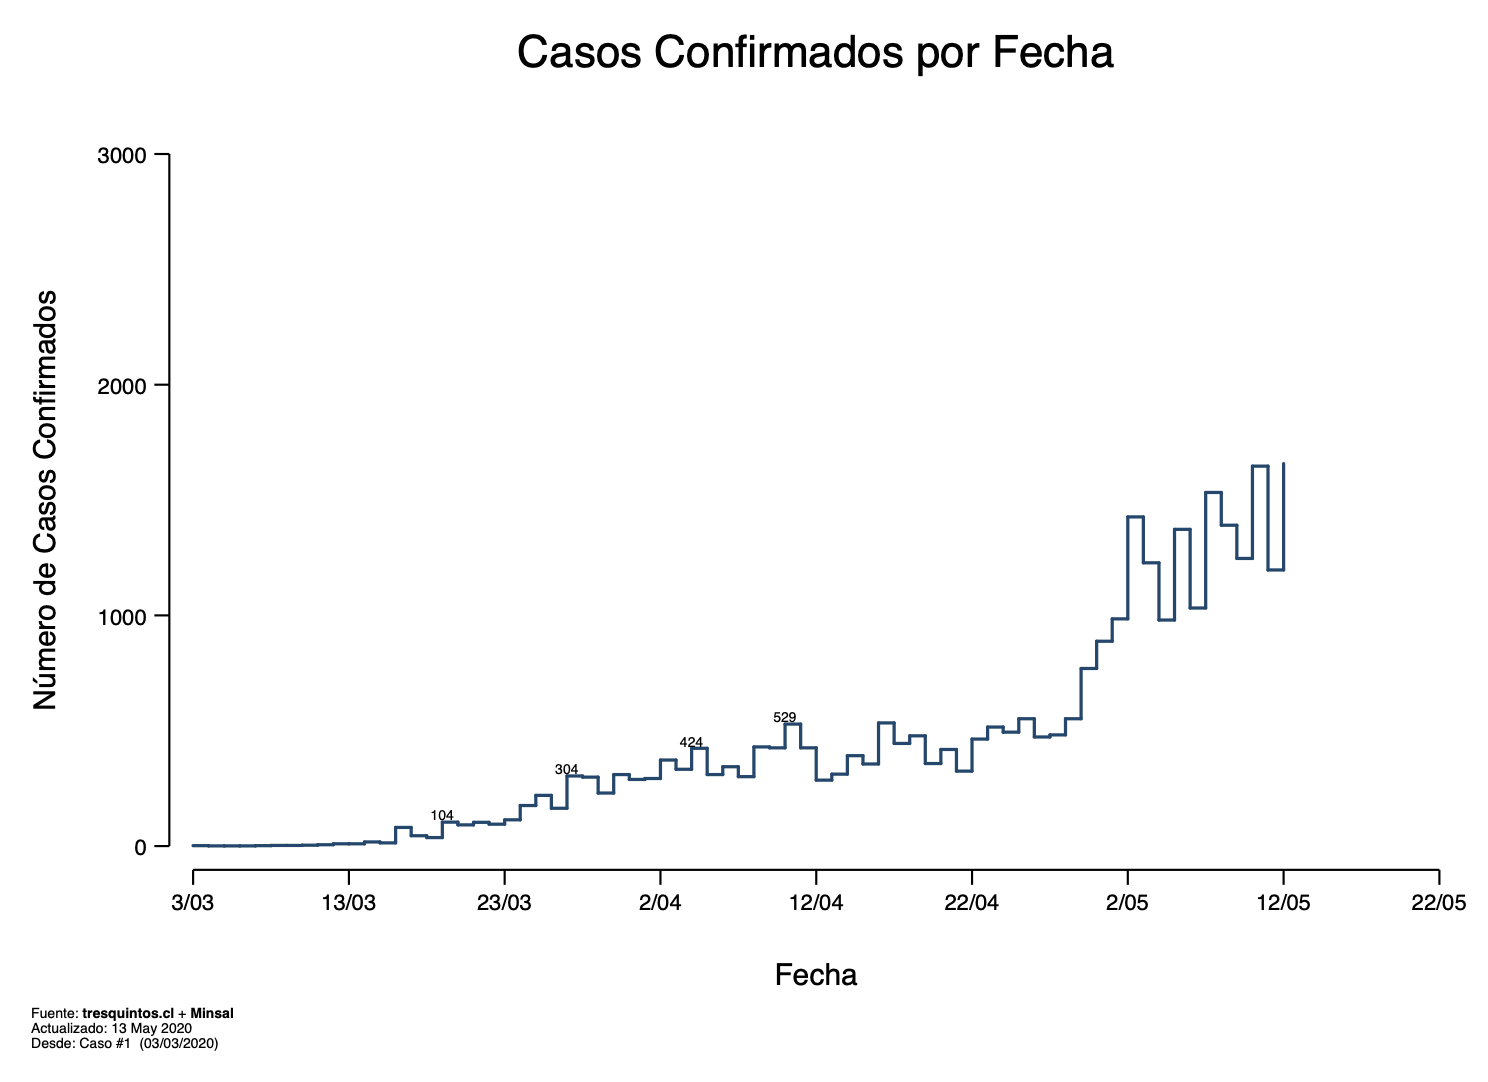 Casos Confirmados por Fecha
Número de Casos Confirmados
3000
2000
1000
0
104
304
424
529
3/03
13/03
23/03
2/04
12/04
22/04
2/05
12/05
22/05
Fecha
Fuente: tresquintos.cl + Minsal
Actualizado: 13 May 2020
Desde: Caso #1 (03/03/2020)